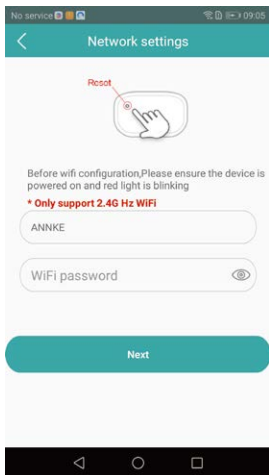 No service 09:05
Network settings
Reset
Before wifi configuration,Please ensure the device is
powered on and red light is blinking
* Only support 2.4G Hz WiFi
ANNKE
WiFi password
Next